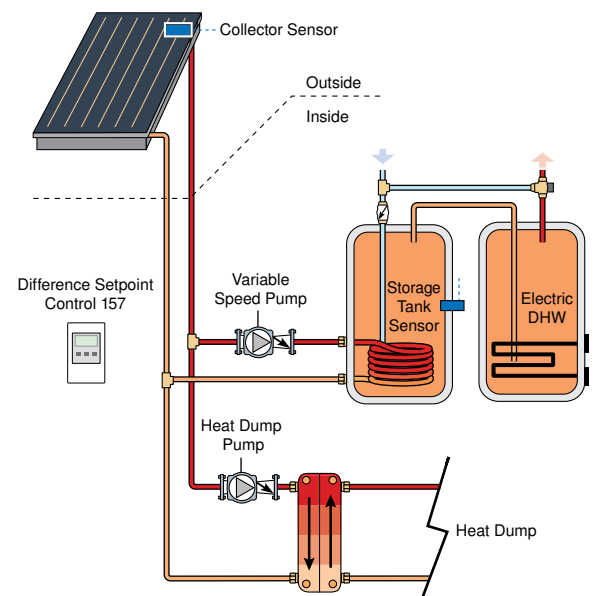 Collector Sensor
Outside
Inside
Difference Setpoint
Control 157
Variable
Speed Pump
Storage
Tank
Sensor
Electric
DHW
Heat Dump
Pump
Heat Dump